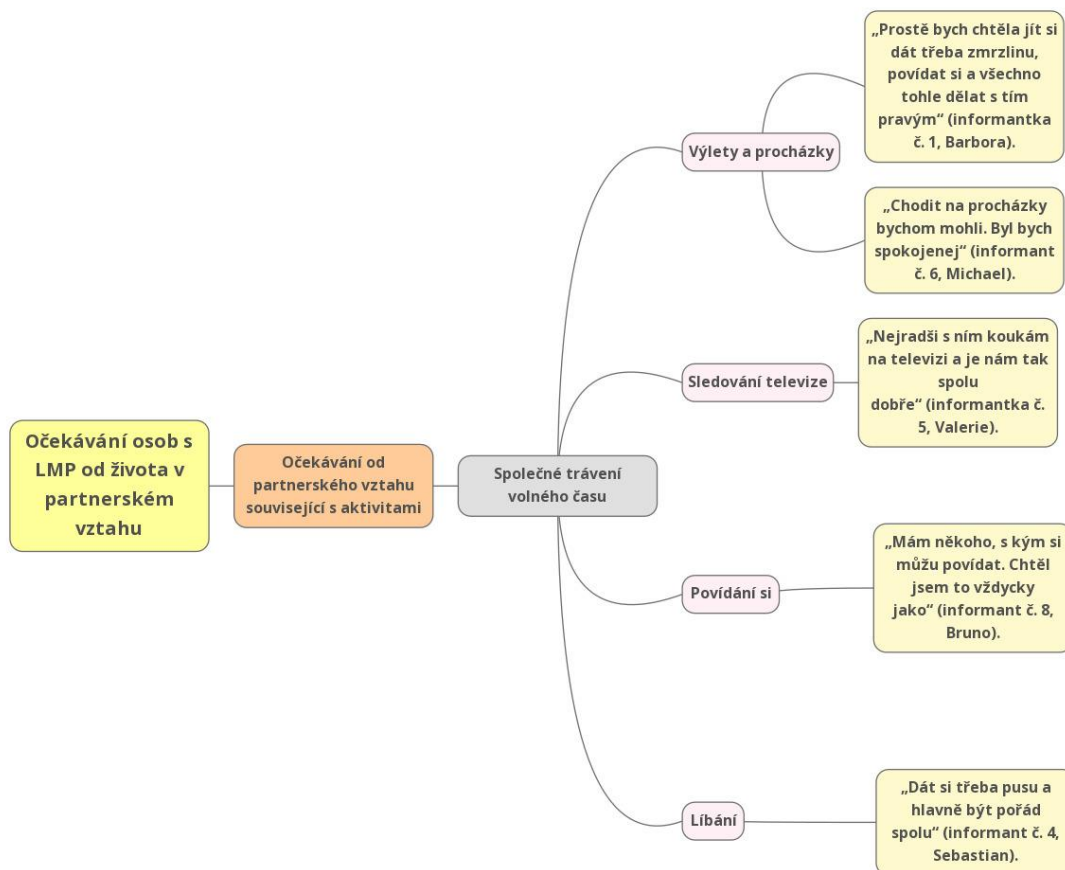 Očekávání osob s
LMP od života v
partnerském
vztahu
Očekávání od
partnerského vztahu
související s aktivitami
Společné trávení
volného času
Výlety a procházky
„Prostě bych chtěla jít si
dát třeba zmrzlinu,
povídat si a všechno
tohle dělat s tím
pravým“ (informantka
č. 1, Barbora).
„Chodit na procházky
bychom mohli. Byl bych
spokojenej“ (informant
č. 6, Michael).
Sledování televize
„Nejradši s ním koukám
na televizi a je nám tak
spolu
dobře“ (informantka č.
5, Valerie).
Povídání si
„Mám někoho, s kým si
můžu povídat. Chtěl
jsem to vždycky
jako“ (informant č. 8,
Bruno).
Líbání
„Dát si třeba pusu a
hlavně být pořád
spolu“ (informant č. 4,
Sebastian).